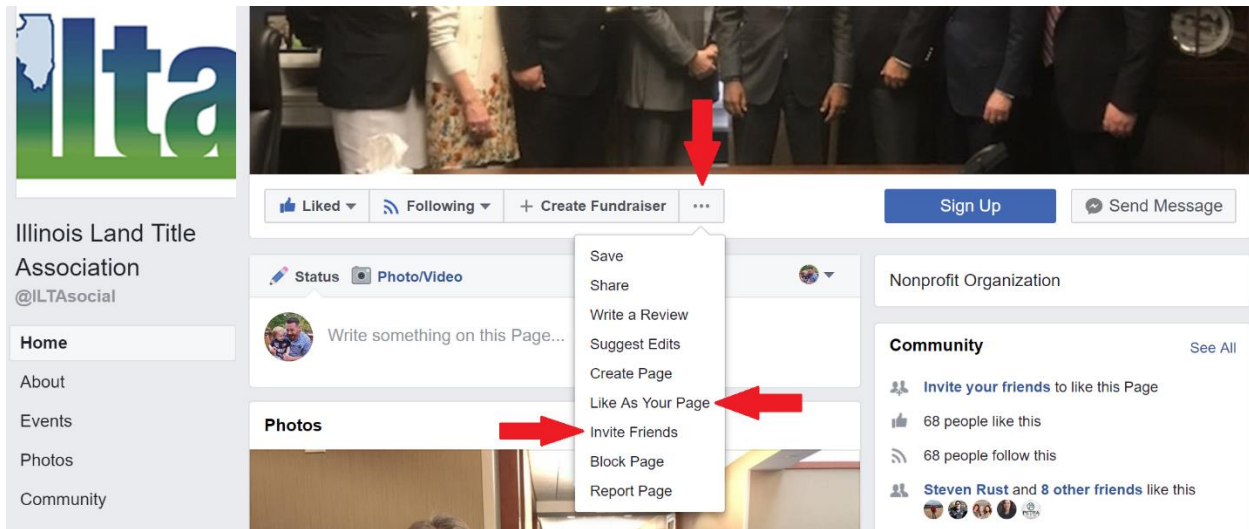 ilta
Illinois Land Title
Association
@ILTAsocial
Home
About
Events
Photos
Community
Liked
Following
+ Create Fundraiser
...
Sign Up
Send Message
Save
Share
Write a Review
Suggest Edits
Create Page
Like As Your Page
Invite Friends
Block Page
Report Page
Status
Photo/Video
Write something on this Page...
Photos
Nonprofit Organization
Community
See All
Invite your friends to like this Page
68 people like this
68 people follow this
Steven Rust and 8 other friends like this